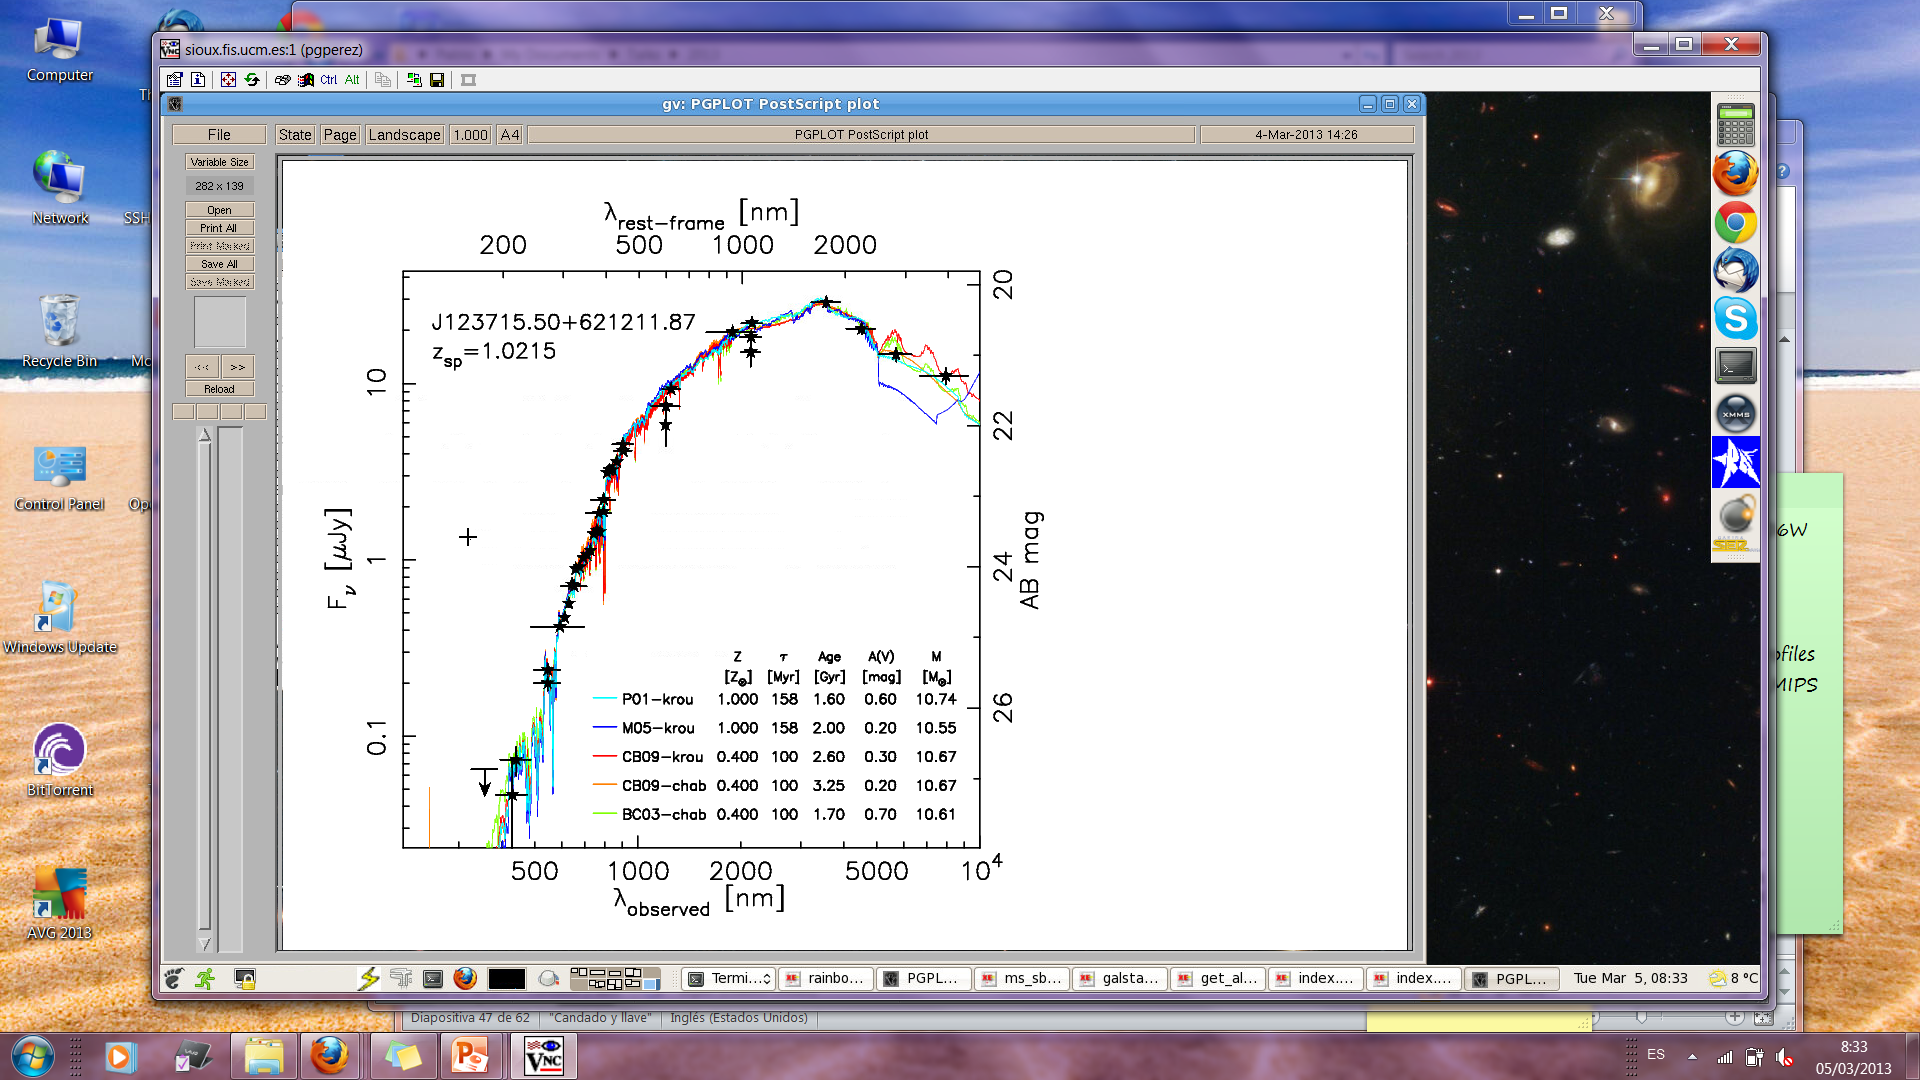 Computer
Network
SSH
Recycle Bin
Control Panel
Windows Update
BitTorrent
AVG 2013
sioux.fis.ucm.es:1 (pgperez)
Ctrl Alt
gv: PGPLOT PostScript plot
File State Page Landscape 1.000 A4 PGPLOT PostScript plot 4-Mar-2013 14:26
Variable Size
282 x 139
Open
Print All
Print Marked
Save All
Save Marked
<< >>
Reload
λrest-frame [nm]
200 500 1000 2000
J123715.50+621211.87
zsp=1.0215
Fν [μJy]
10
1
0.1
20
22
24
26
AB mag
Z τ Age A(V) M
[Z⊙] [Myr] [Gyr] [mag] [M⊙]
P01-krou 1.000 158 1.60 0.60 10.74
M05-krou 1.000 158 2.00 0.20 10.55
CB09-krou 0.400 100 2.60 0.30 10.67
CB09-chab 0.400 100 3.25 0.20 10.67
BC03-chab 0.400 100 1.70 0.70 10.61
500 1000 2000 5000 10⁴
λobserved [nm]
XMMS
6W
ofiles
MIPS
Termi... rainbo... PGPL... ms_sb... galsta... get_al... index.... index.... PGPL... Tue Mar 5, 08:33 8 °C
Diapositiva 47 de 62 "Candado y llave" Inglés (Estados Unidos)
VNC
ES
8:33
05/03/2013